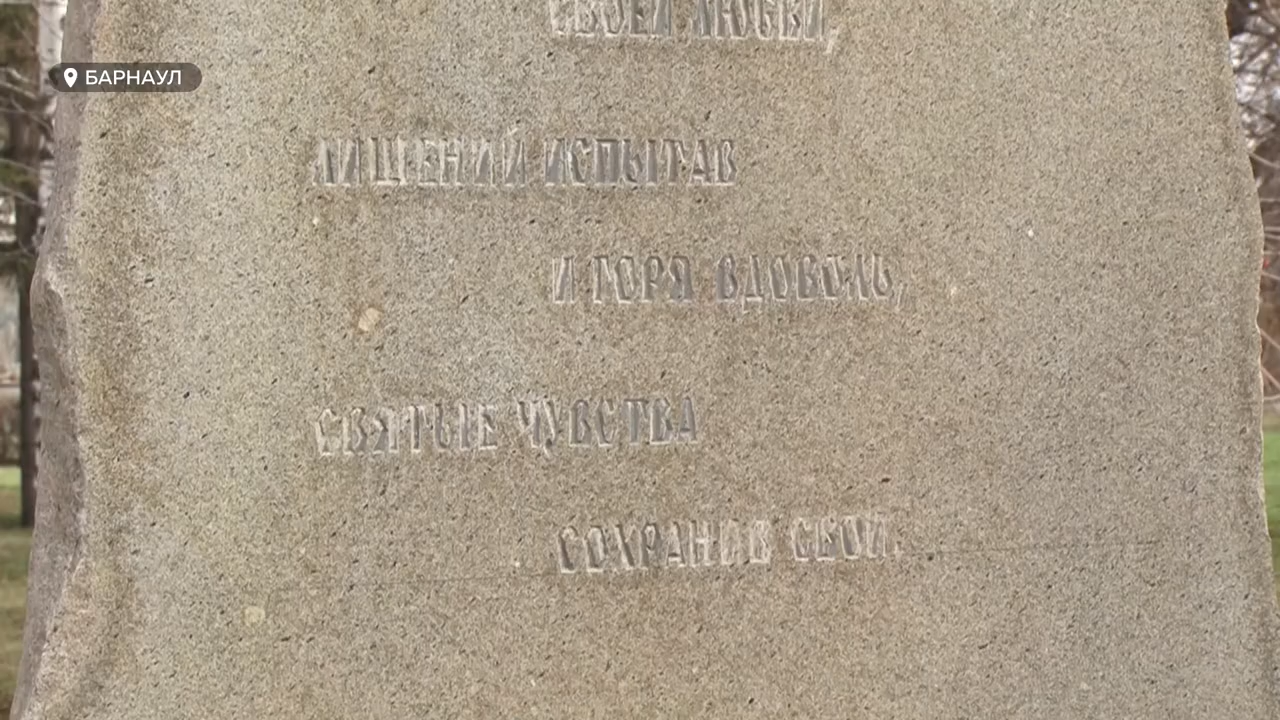 БАРНАУЛ
СВОЕЙ ЛЮБВИ,
ЛИШЕНИЙ ИСПЫТАВ
И ГОРЯ ВДОВОЛЬ,
СВЯТЫЕ ЧУВСТВА
СОХРАНИВ СВОИ.